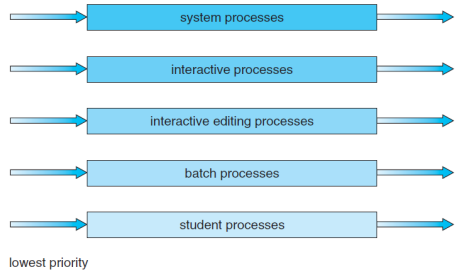 system processes
interactive processes
interactive editing processes
batch processes
student processes
lowest priority